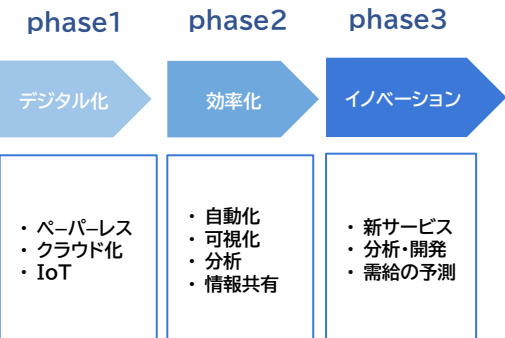 phase1
phase2
phase3
デジタル化
効率化
イノベーション
・ペーパーレス
・クラウド化
・IoT
・自動化
・可視化
・分析
・情報共有
・新サービス
・分析・開発
・需給の予測